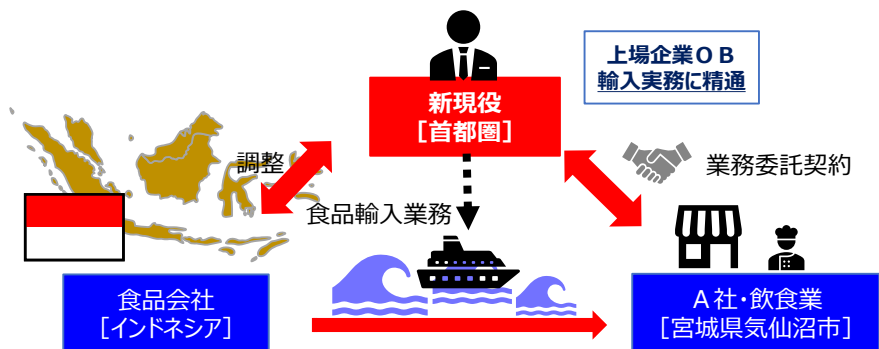 上場企業ＯＢ
輸入実務に精通
新現役
［首都圏］
調整
業務委託契約
食品輸入業務
食品会社
［インドネシア］
Ａ社・飲食業
［宮城県気仙沼市］